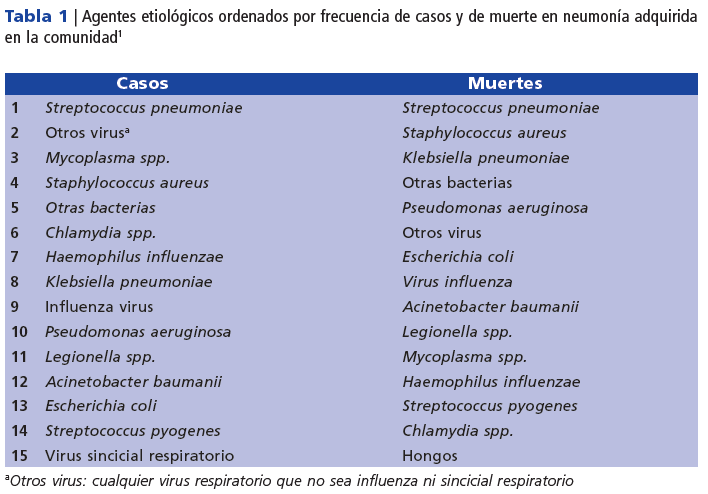 Tabla 1 | Agentes etiológicos ordenados por frecuencia de casos y de muerte en neumonía adquirida
en la comunidad¹
Casos Muertes
1 Streptococcus pneumoniae Streptococcus pneumoniae
2 Otros virusᵃ Staphylococcus aureus
3 Mycoplasma spp. Klebsiella pneumoniae
4 Staphylococcus aureus Otras bacterias
5 Otras bacterias Pseudomonas aeruginosa
6 Chlamydia spp. Otros virus
7 Haemophilus influenzae Escherichia coli
8 Klebsiella pneumoniae Virus influenza
9 Influenza virus Acinetobacter baumanii
10 Pseudomonas aeruginosa Legionella spp.
11 Legionella spp. Mycoplasma spp.
12 Acinetobacter baumanii Haemophilus influenzae
13 Escherichia coli Streptococcus pyogenes
14 Streptococcus pyogenes Chlamydia spp.
15 Virus sincicial respiratorio Hongos
ᵃOtros virus: cualquier virus respiratorio que no sea influenza ni sincicial respiratorio